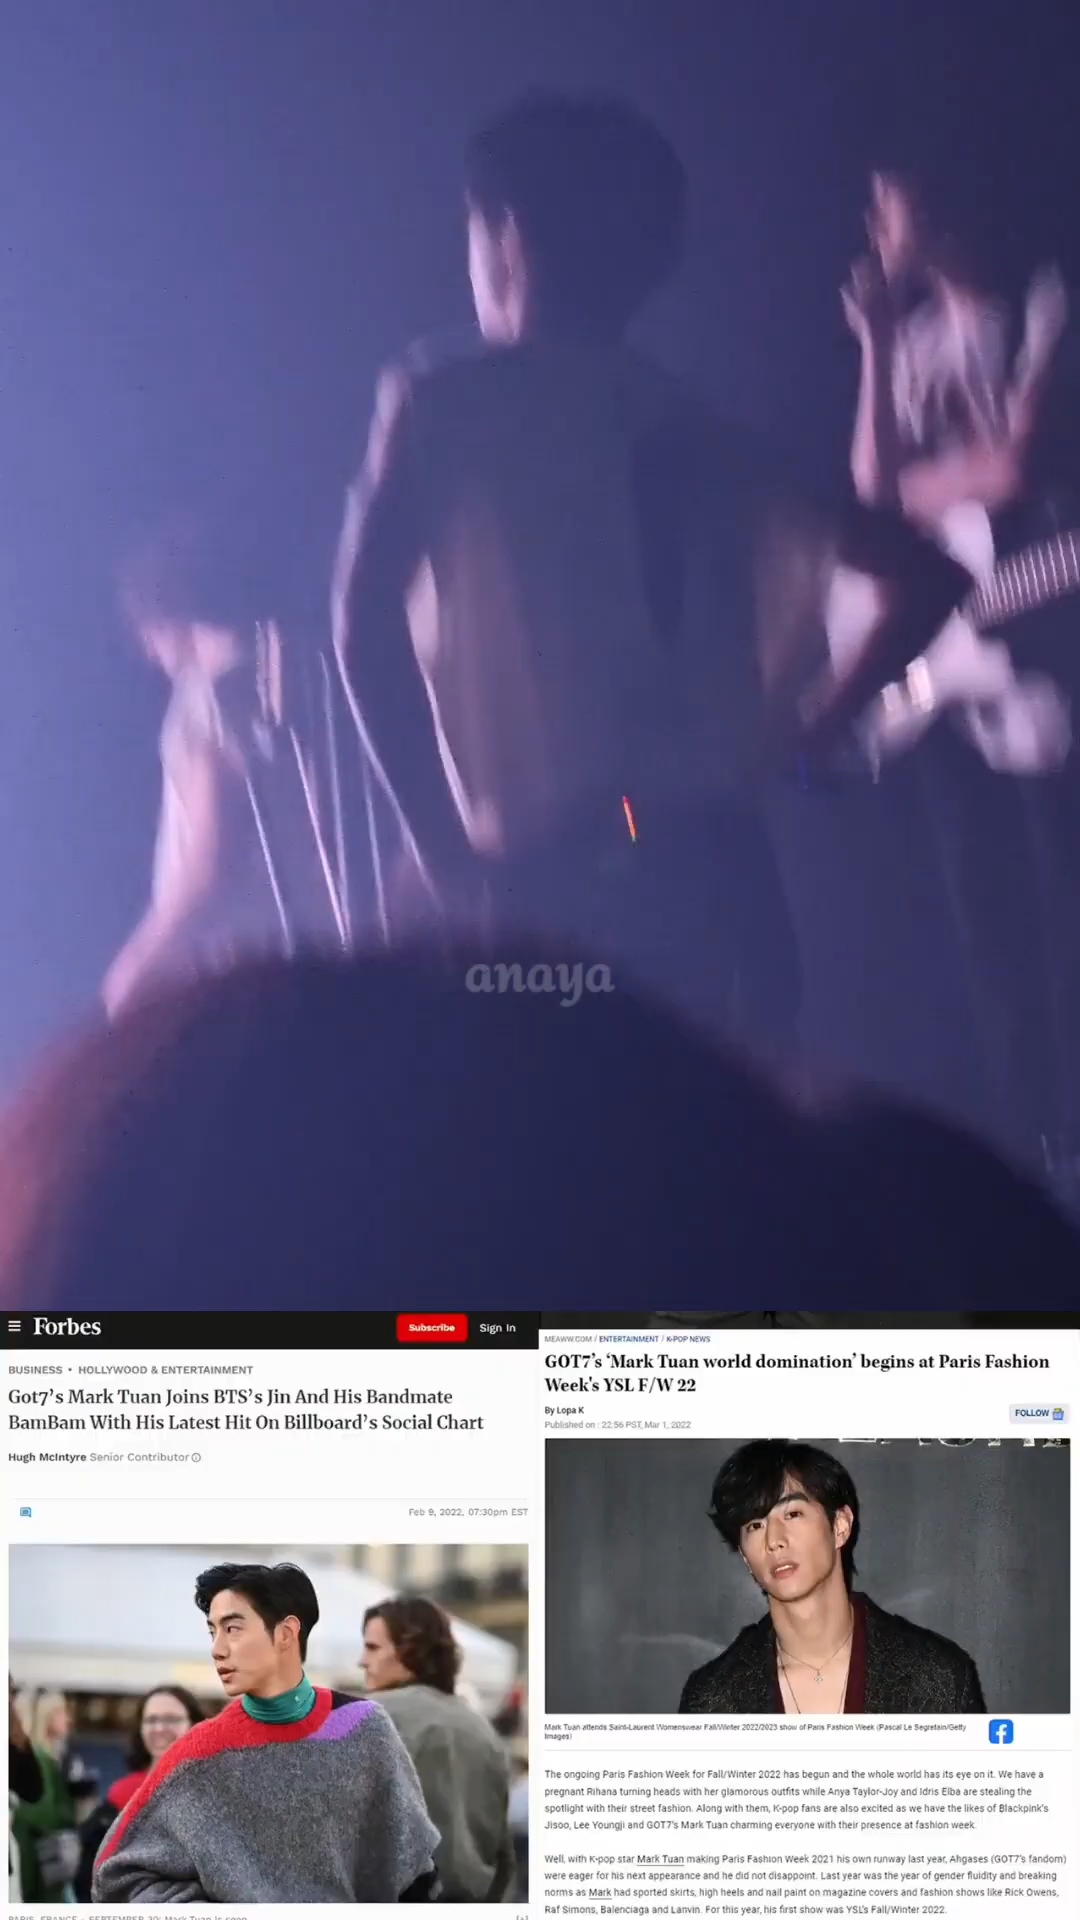 anaya
Forbes
Subscribe
Sign In
BUSINESS • HOLLYWOOD & ENTERTAINMENT
Got7’s Mark Tuan Joins BTS’s Jin And His Bandmate
BamBam With His Latest Hit On Billboard’s Social Chart
Hugh McIntyre Senior Contributor
Feb 9, 2022, 07:30pm EST
PARIS, FRANCE - SEPTEMBER 30: Mark Tuan is seen
[+]
MEAWW.COM / ENTERTAINMENT / K-POP NEWS
GOT7’s ‘Mark Tuan world domination’ begins at Paris Fashion
Week's YSL F/W 22
By Lopa K
Published on : 22:56 PST, Mar 1, 2022
FOLLOW
Mark Tuan attends Saint-Laurent Womenswear Fall/Winter 2022/2023 show of Paris Fashion Week (Pascal Le Segretain/Getty
Images)
The ongoing Paris Fashion Week for Fall/Winter 2022 has begun and the whole world has its eye on it. We have a
pregnant Rihana turning heads with her glamorous outfits while Anya Taylor-Joy and Idris Elba are stealing the
spotlight with their street fashion. Along with them, K-pop fans are also excited as we have the likes of Blackpink's
Jisoo, Lee Youngji and GOT7's Mark Tuan charming everyone with their presence at fashion week.
Well, with K-pop star Mark Tuan making Paris Fashion Week 2021 his own runway last year, Ahgases (GOT7's fandom)
were eager for his next appearance and he did not disappoint. Last year was the year of gender fluidity and breaking
norms as Mark had sported skirts, high heels and nail paint on magazine covers and fashion shows like Rick Owens,
Raf Simons, Balenciaga and Lanvin. For this year, his first show was YSL's Fall/Winter 2022.